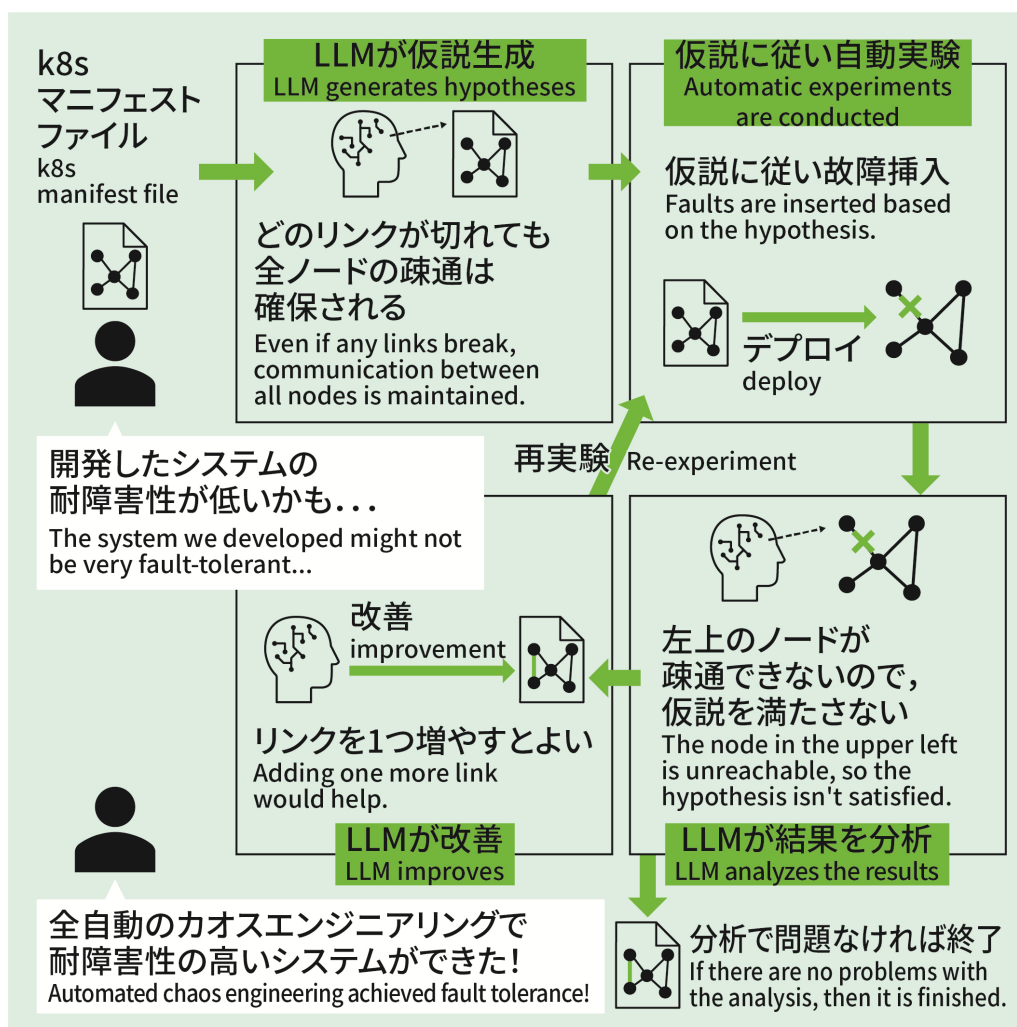 k8s
マニフェスト
ファイル
k8s
manifest file
LLMが仮説生成
LLM generates hypotheses
どのリンクが切れても
全ノードの疎通は
確保される
Even if any links break,
communication between
all nodes is maintained.
仮説に従い自動実験
Automatic experiments
are conducted
仮説に従い故障挿入
Faults are inserted based
on the hypothesis.
デプロイ
deploy
開発したシステムの
耐障害性が低いかも...
The system we developed might not
be very fault-tolerant...
再実験 Re-experiment
左上のノードが
疎通できないので，
仮説を満たさない
The node in the upper left
is unreachable, so the
hypothesis isn't satisfied.
LLMが結果を分析
LLM analyzes the results
改善
improvement
リンクを1つ増やすとよい
Adding one more link
would help.
LLMが改善
LLM improves
分析で問題なければ終了
If there are no problems with
the analysis, then it is finished.
全自動のカオスエンジニアリングで
耐障害性の高いシステムができた！
Automated chaos engineering achieved fault tolerance!